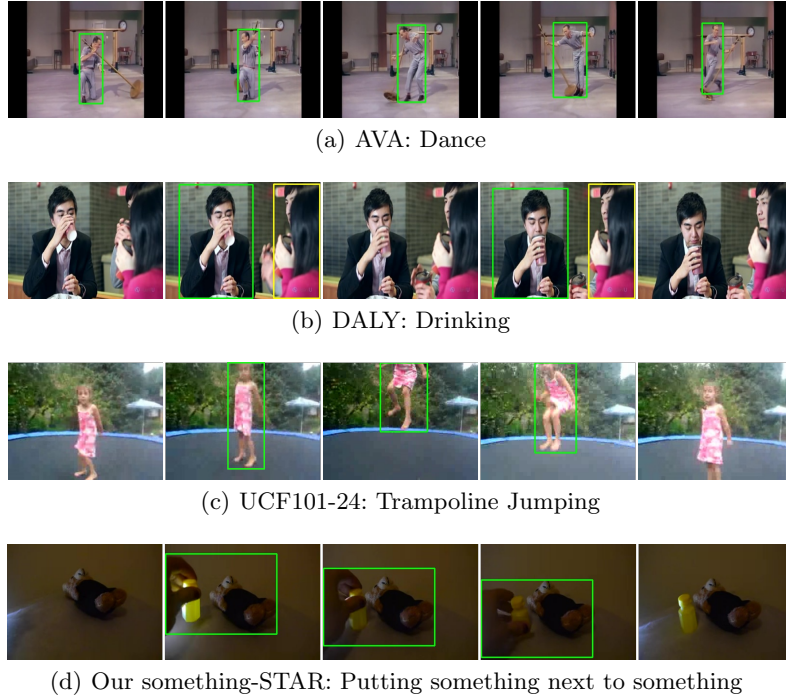 (a) AVA: Dance
(b) DALY: Drinking
(c) UCF101-24: Trampoline Jumping
(d) Our something-STAR: Putting something next to something